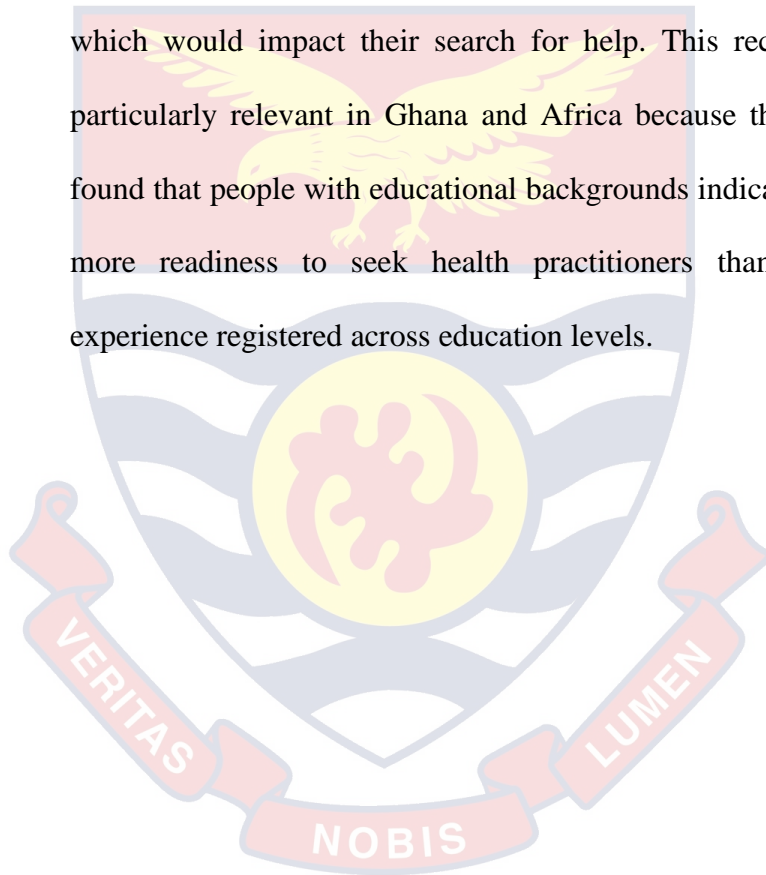 which would impact their search for help. This rec
particularly relevant in Ghana and Africa because th
found that people with educational backgrounds indica
more readiness to seek health practitioners than
experience registered across education levels.
VERITAS
NOBIS
LUMEN